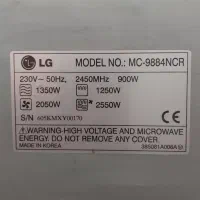 LG MODEL NO.: MC-9884NCR
230V~50Hz, 2450MHz 900W
1350W 1250W
2050W 2550W
S/N 605KMXY00170
WARNING-HIGH VOLTAGE AND MICROWAVE
ENERGY. DO NOT REMOVE COVER.
MADE IN KOREA